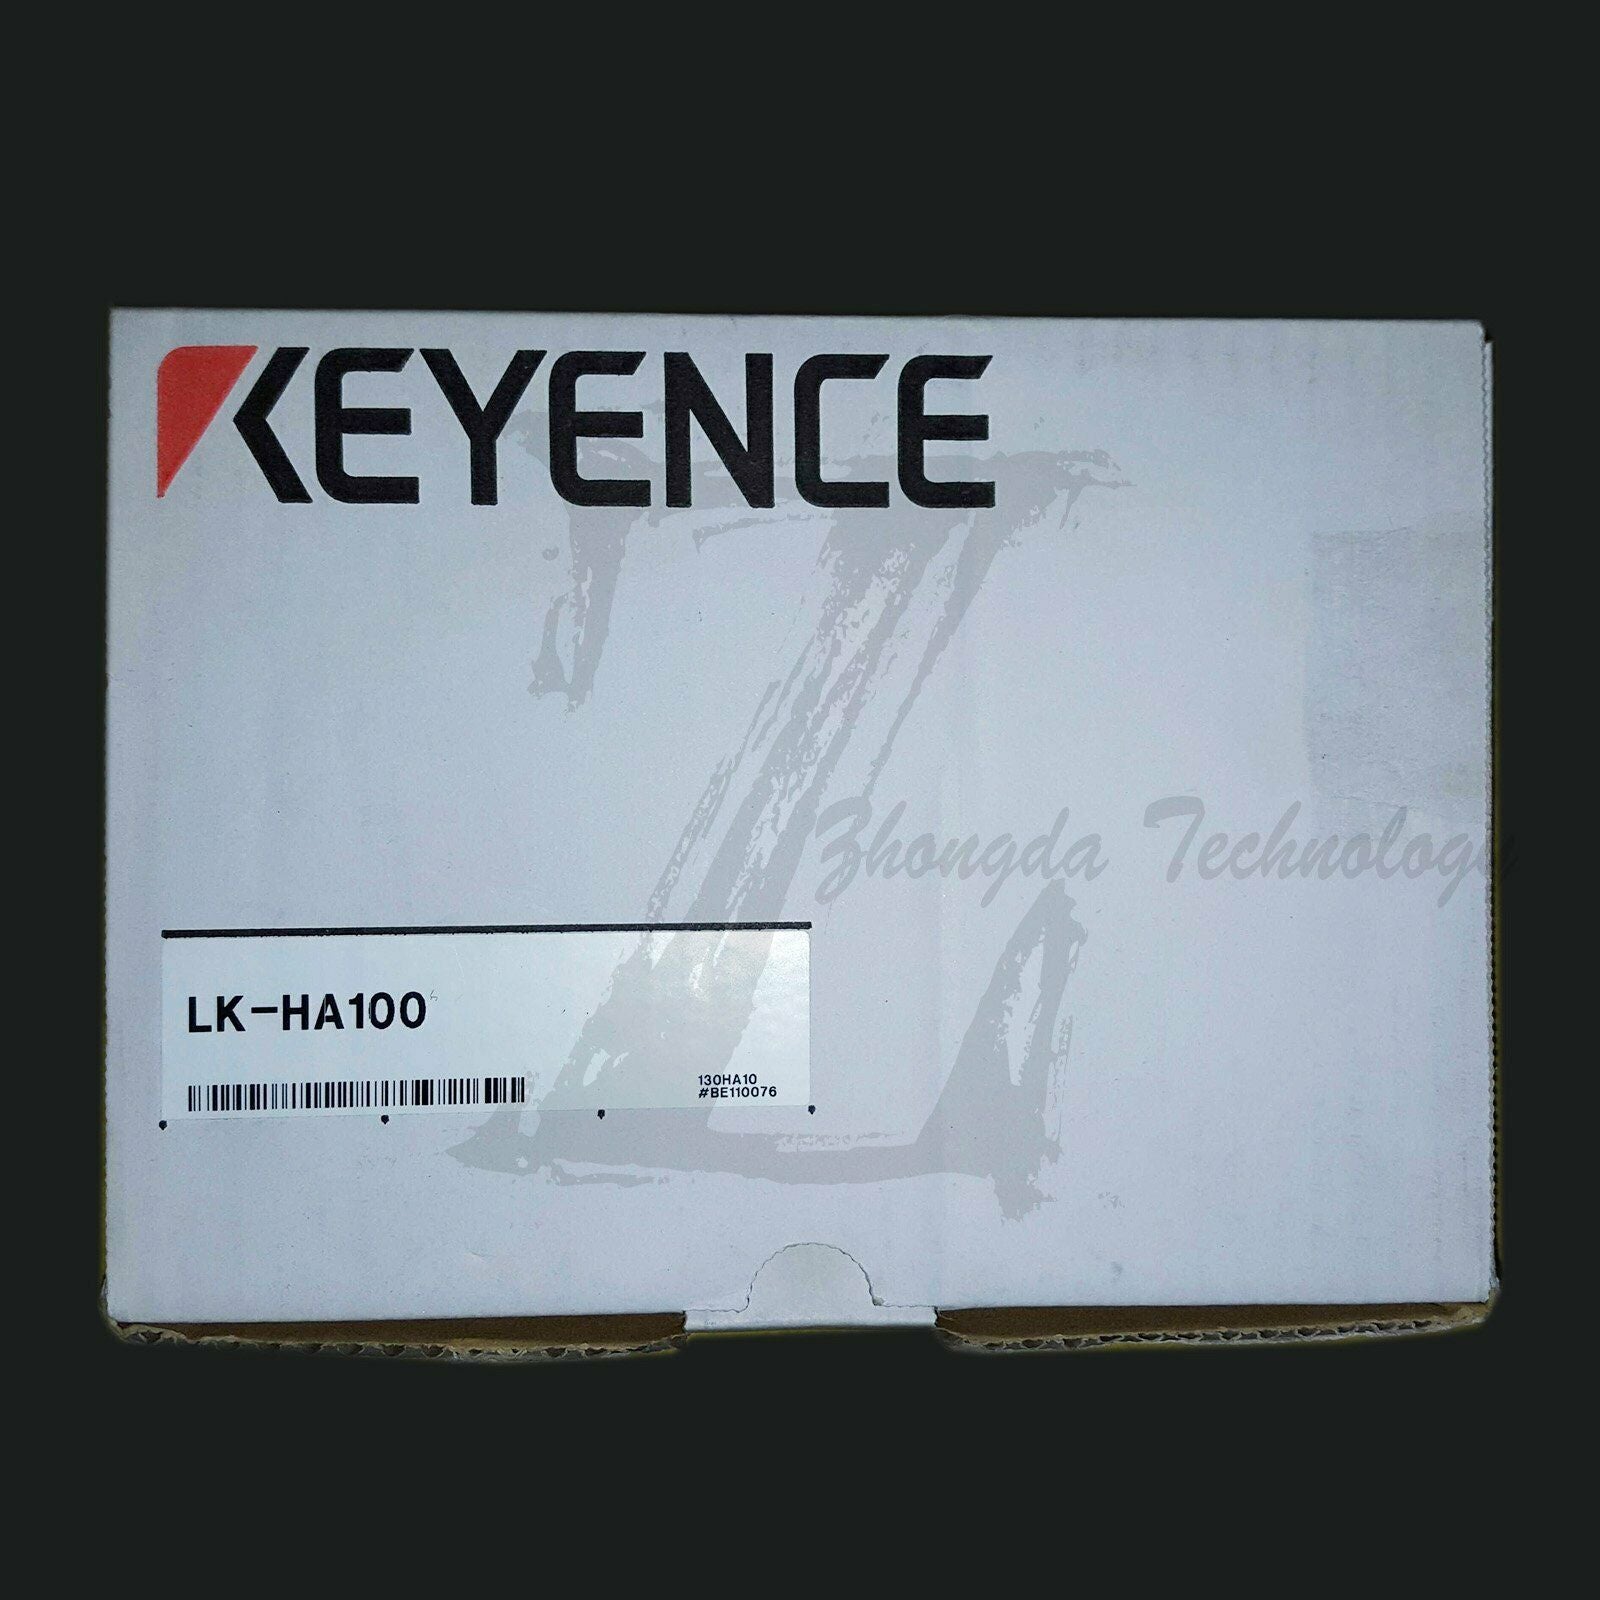 KEYENCE
Zhongda Technology
LK-HA100
130HA10
#BE110076